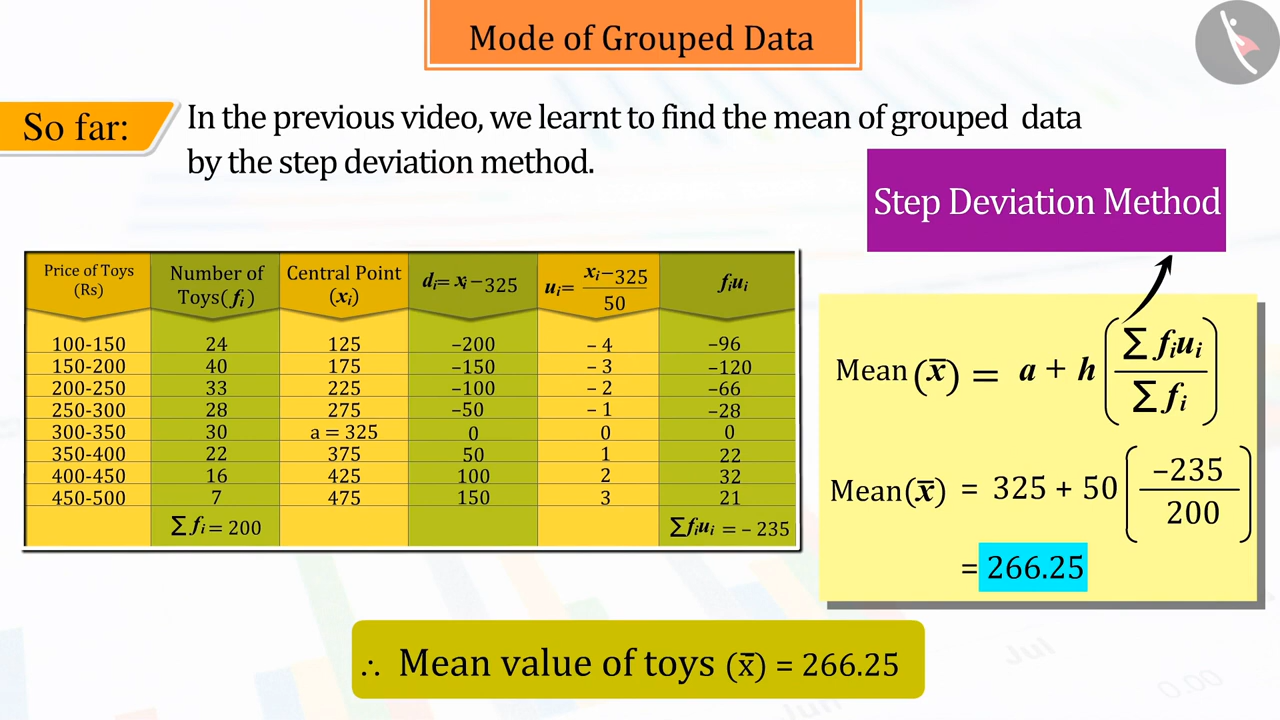 Mode of Grouped Data
So far:
In the previous video, we learnt to find the mean of grouped data
by the step deviation method.
Step Deviation Method
Price of Toys (Rs) Number of Toys(fᵢ) Central Point (xᵢ) dᵢ= xᵢ−325 uᵢ= xᵢ−325 / 50 fᵢuᵢ
100-150 24 125 −200 − 4 −96
150-200 40 175 −150 − 3 −120
200-250 33 225 −100 − 2 −66
250-300 28 275 −50 − 1 −28
300-350 30 a = 325 0 0 0
350-400 22 375 50 1 22
400-450 16 425 100 2 32
450-500 7 475 150 3 21
∑ fᵢ = 200 ∑fᵢuᵢ = − 235
Mean (x̄) = a + h (∑ fᵢuᵢ / ∑ fᵢ)
Mean(x̄) = 325 + 50 (−235 / 200)
= 266.25
∴ Mean value of toys (x̄) = 266.25
Jul
Jun
0.00